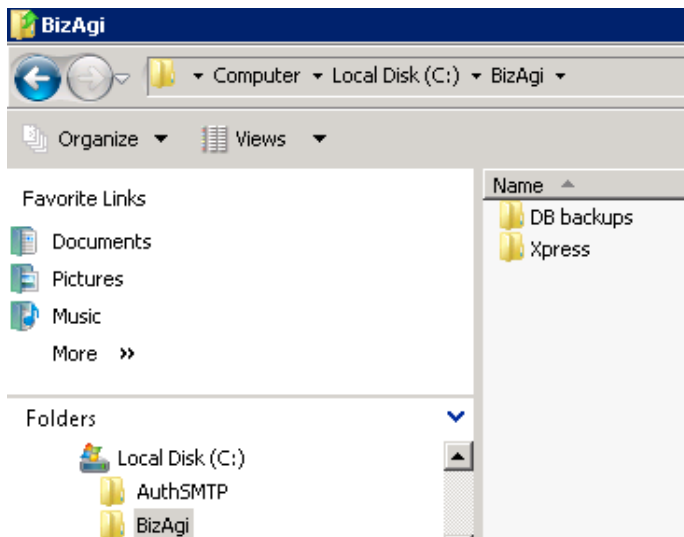 BizAgi
Computer Local Disk (C:) BizAgi
Organize Views
Favorite Links
Documents
Pictures
Music
More »
Folders
Local Disk (C:)
AuthSMTP
BizAgi
Name
DB backups
Xpress